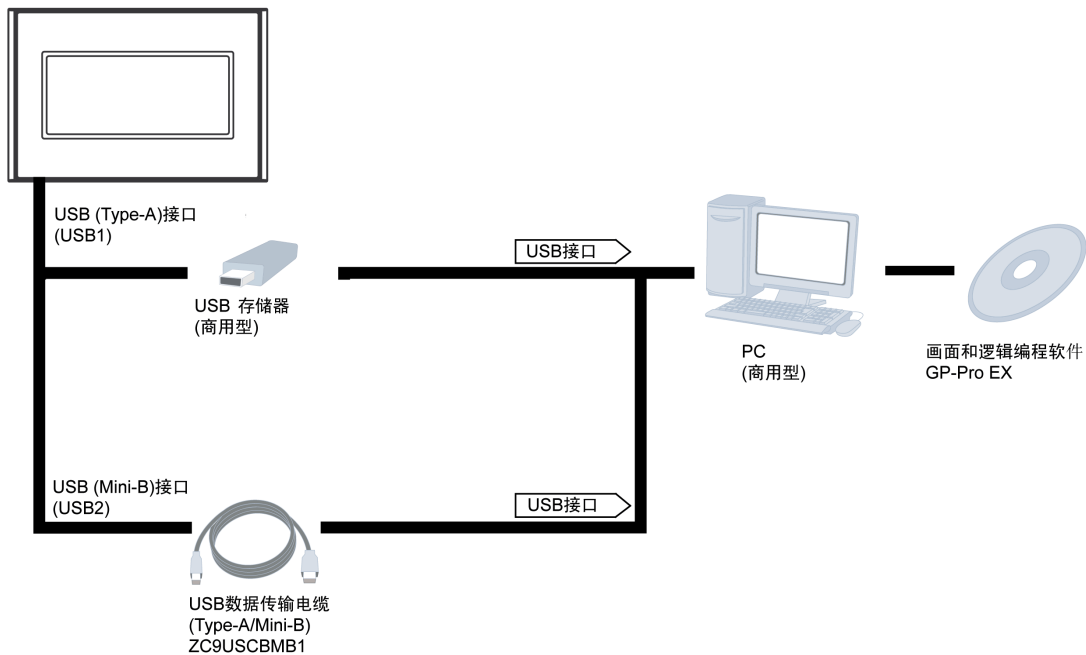 USB (Type-A)接口
(USB1)
USB接口
USB 存储器
(商用型)
PC
(商用型)
画面和逻辑编程软件
GP-Pro EX
USB (Mini-B)接口
(USB2)
USB接口
USB数据传输电缆
(Type-A/Mini-B)
ZC9USCBMB1